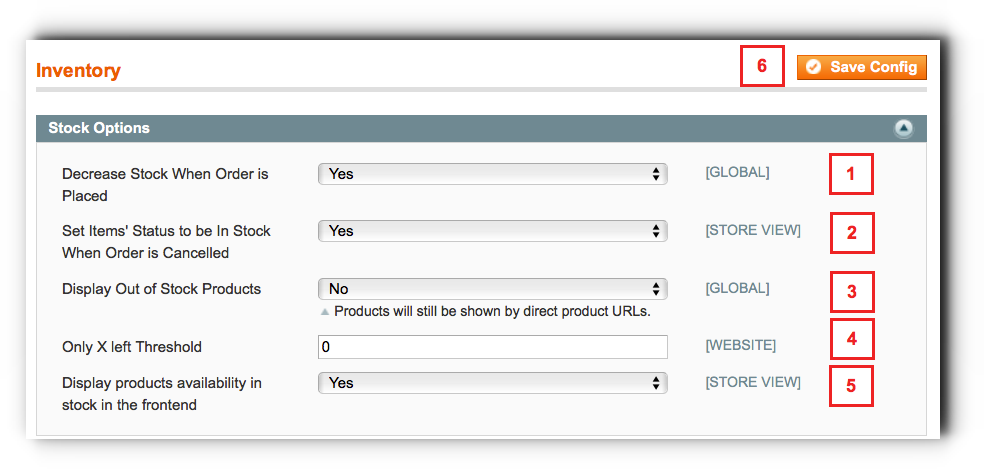 Inventory 6 Save Config
Stock Options
Decrease Stock When Order is Yes [GLOBAL] 1
Placed
Set Items' Status to be In Stock Yes [STORE VIEW] 2
When Order is Cancelled
Display Out of Stock Products No [GLOBAL] 3
Products will still be shown by direct product URLs.
Only X left Threshold 0 [WEBSITE] 4
Display products availability in Yes [STORE VIEW] 5
stock in the frontend